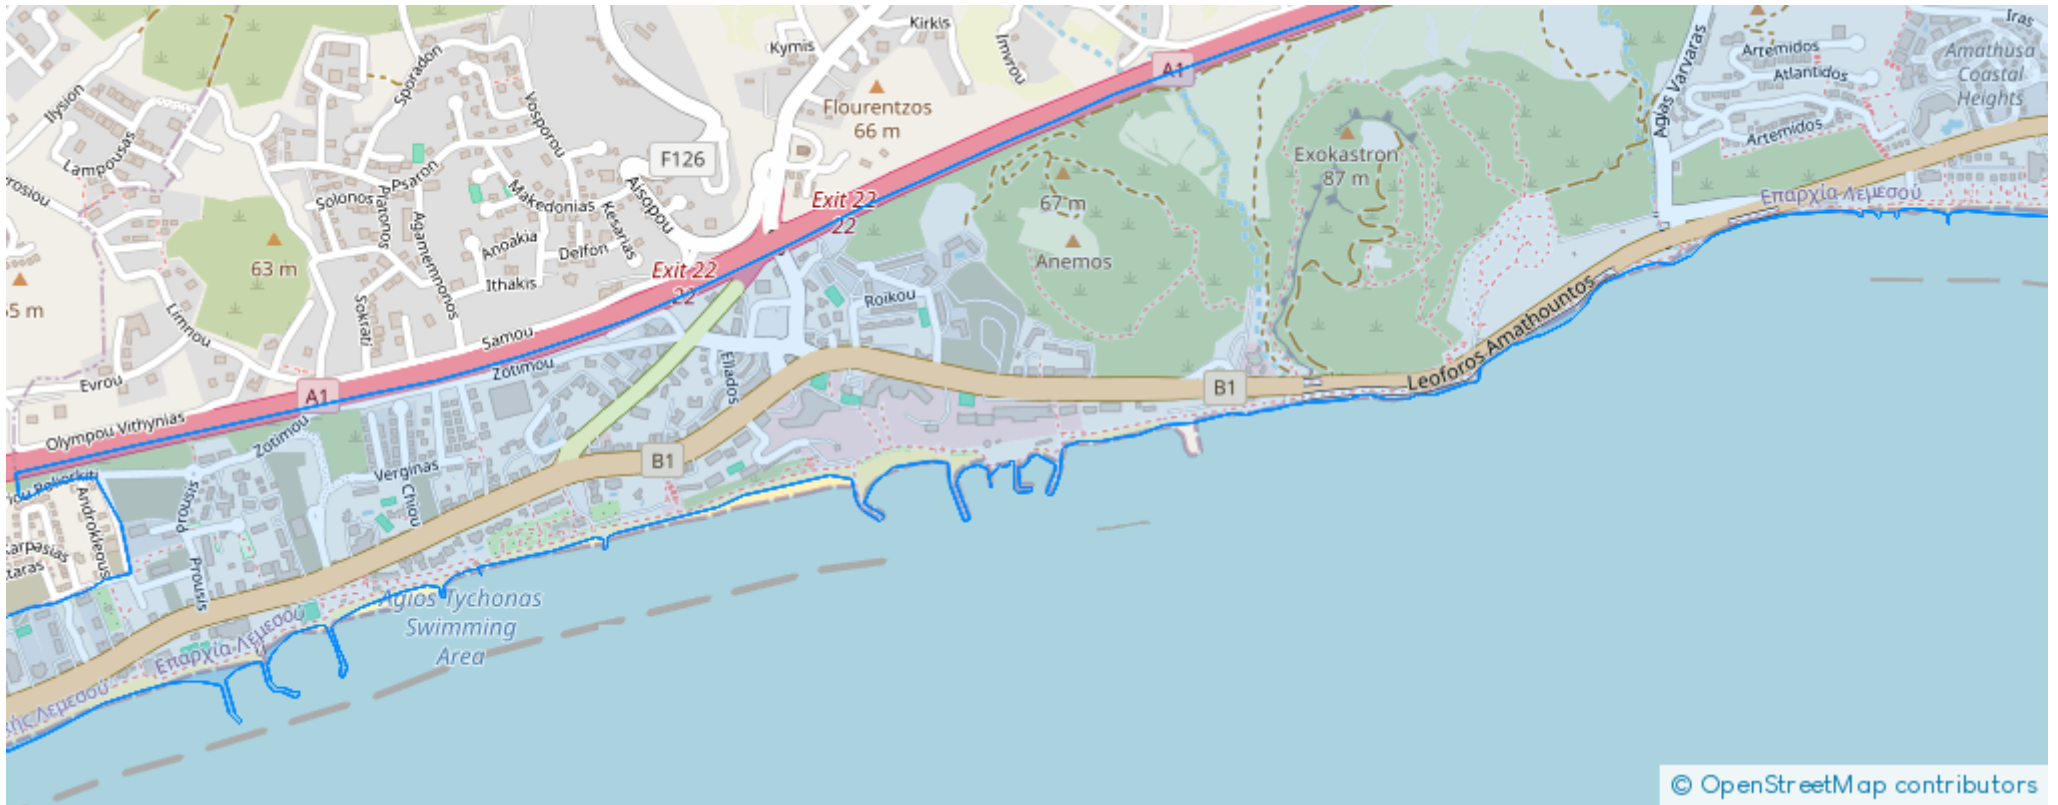 Kirkis
Iras
Kymis
Imvrou
Artemidos
Amathusa
Coastal
Heights
Atlantidos
Sporadon
A1
Agias Varvaras
Ilysion
Vosporou
Flourentzos
66 m
Artemidos
Lampousas
F126
Exokastron
87 m
Psaron
Platonos
Solonos
Makedonias
Aisopou
Kesarias
Exit 22
22
67 m
Επαρχία Λεμεσού
Agamemnonos
Anoakia
Delfon
63 m
Exit 22
22
Anemos
Ithakis
Roikou
Sokrati
Limnou
Samou
Leoforos Amathountos
Zotimou
Eliados
Evrou
A1
B1
Olympou Vithynias
Zotimou
Verginas
B1
Chiou
Androkleous
Prousis
Karpasias
Prousis
Agios Tychonas
Swimming
Area
Επαρχία Λεμεσού
Λεμεσού
© OpenStreetMap contributors